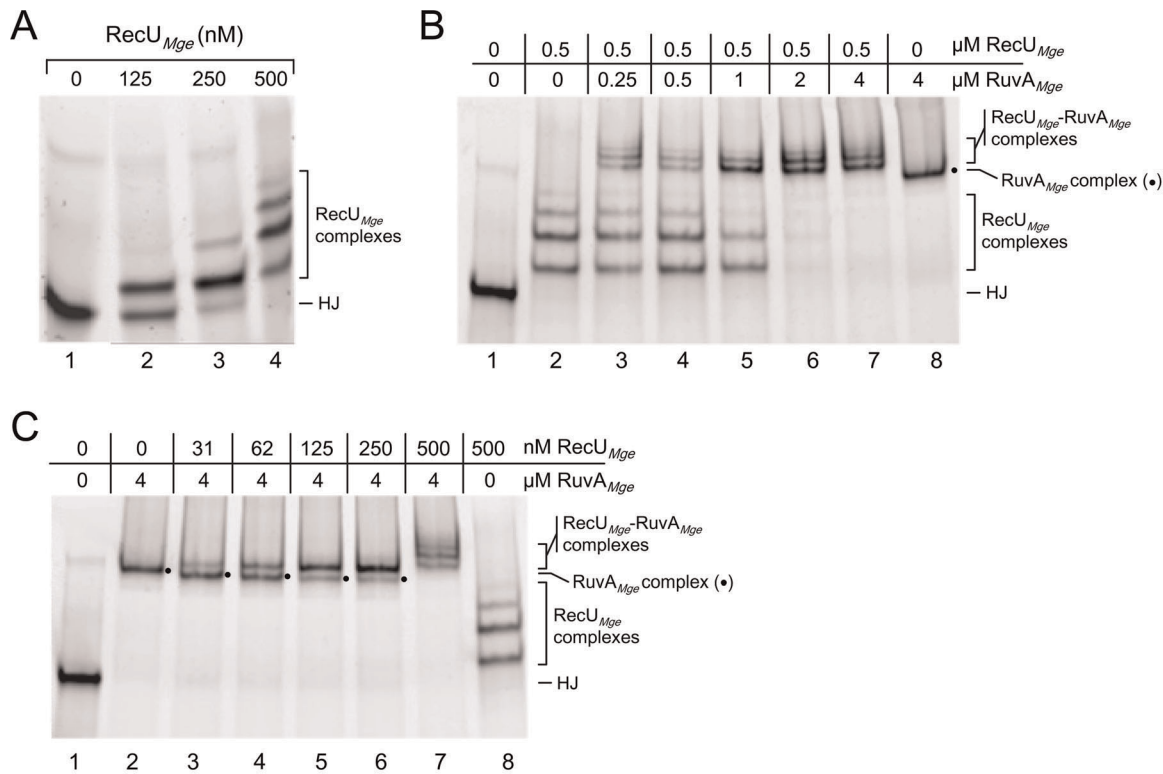 A
RecU Mge (nM)
0 125 250 500
RecU Mge
complexes
HJ
1 2 3 4
B
0 0.5 0.5 0.5 0.5 0.5 0.5 0 µM RecU Mge
0 0 0.25 0.5 1 2 4 4 µM RuvA Mge
RecU Mge-RuvA Mge
complexes
RuvA Mge complex (•)
RecU Mge
complexes
HJ
1 2 3 4 5 6 7 8
C
0 0 31 62 125 250 500 500 nM RecU Mge
0 4 4 4 4 4 4 0 µM RuvA Mge
RecU Mge-RuvA Mge
complexes
RuvA Mge complex (•)
RecU Mge
complexes
HJ
1 2 3 4 5 6 7 8